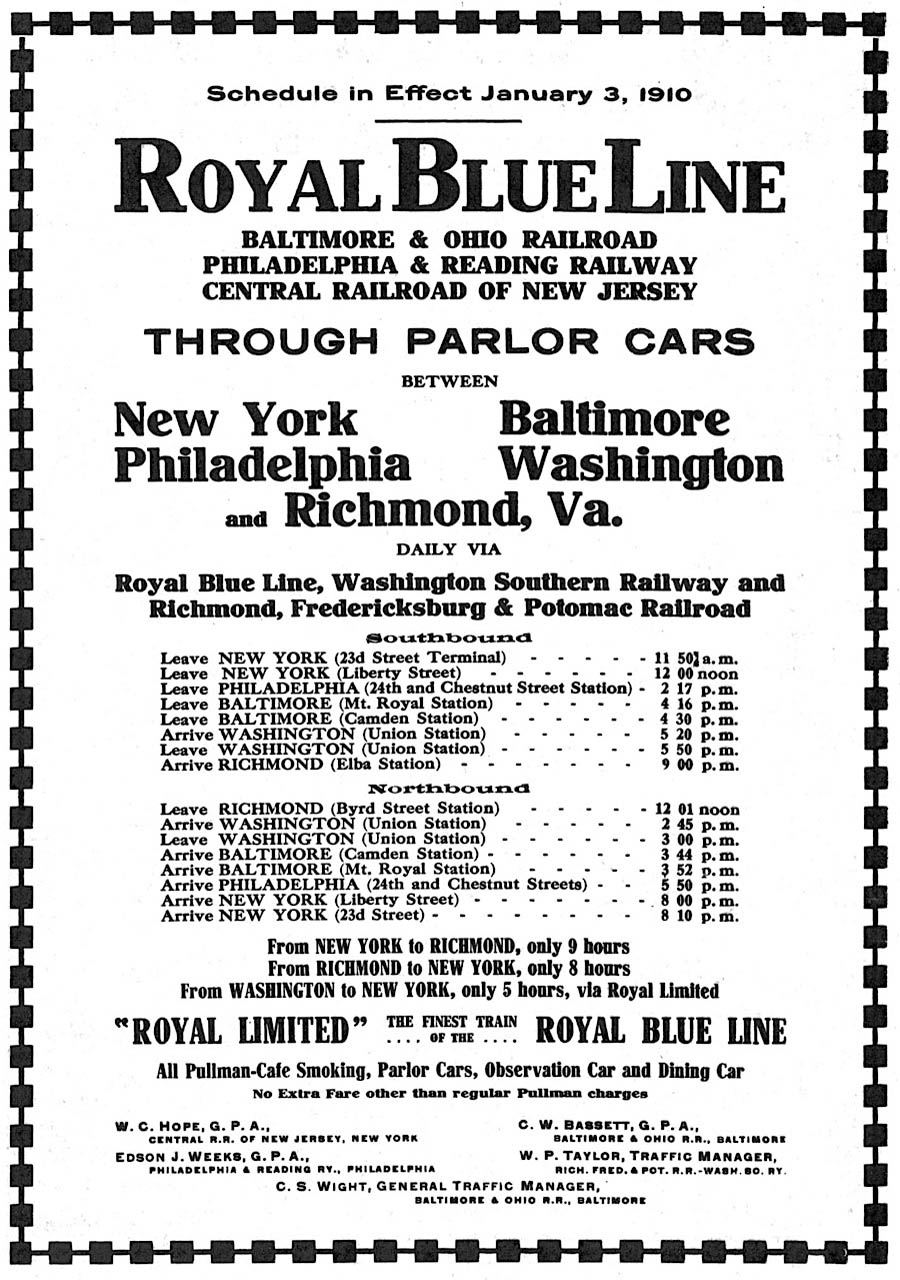 Schedule in Effect January 3, 1910
ROYAL BLUE LINE
BALTIMORE & OHIO RAILROAD
PHILADELPHIA & READING RAILWAY
CENTRAL RAILROAD OF NEW JERSEY
THROUGH PARLOR CARS
BETWEEN
New York Baltimore
Philadelphia Washington
and Richmond, Va.
DAILY VIA
Royal Blue Line, Washington Southern Railway and
Richmond, Fredericksburg & Potomac Railroad
Southbound
Leave NEW YORK (23d Street Terminal) - - - - - - 11 50¾ a.m.
Leave NEW YORK (Liberty Street) - - - - - - 12 00 noon
Leave PHILADELPHIA (24th and Chestnut Street Station) - 2 17 p.m.
Leave BALTIMORE (Mt. Royal Station) - - - - - 4 16 p.m.
Leave BALTIMORE (Camden Station) - - - - - - 4 30 p.m.
Arrive WASHINGTON (Union Station) - - - - - - 5 20 p.m.
Leave WASHINGTON (Union Station) - - - - - - 5 50 p.m.
Arrive RICHMOND (Elba Station) - - - - - - - 9 00 p.m.
Northbound
Leave RICHMOND (Byrd Street Station) - - - - - 12 01 noon
Arrive WASHINGTON (Union Station) - - - - - - 2 45 p.m.
Leave WASHINGTON (Union Station) - - - - - - 3 00 p.m.
Arrive BALTIMORE (Camden Station) - - - - - - - 3 44 p.m.
Arrive BALTIMORE (Mt. Royal Station) - - - - - 3 52 p.m.
Arrive PHILADELPHIA (24th and Chestnut Streets) - - 5 50 p.m.
Arrive NEW YORK (Liberty Street) - - - - - - - 8 00 p.m.
Arrive NEW YORK (23d Street) - - - - - - - - 8 10 p.m.
From NEW YORK to RICHMOND, only 9 hours
From RICHMOND to NEW YORK, only 8 hours
From WASHINGTON to NEW YORK, only 5 hours, via Royal Limited
"ROYAL LIMITED" THE FINEST TRAIN .... OF THE .... ROYAL BLUE LINE
All Pullman-Cafe Smoking, Parlor Cars, Observation Car and Dining Car
No Extra Fare other than regular Pullman charges
W. C. HOPE, G. P. A.,
CENTRAL R.R. OF NEW JERSEY, NEW YORK
C. W. BASSETT, G. P. A.,
BALTIMORE & OHIO R.R., BALTIMORE
EDSON J. WEEKS, G. P. A.,
PHILADELPHIA & READING RY., PHILADELPHIA
W. P. TAYLOR, TRAFFIC MANAGER,
RICH. FRED. & POT. R.R.-WASH. SO. RY.
C. S. WIGHT, GENERAL TRAFFIC MANAGER,
BALTIMORE & OHIO R.R., BALTIMORE